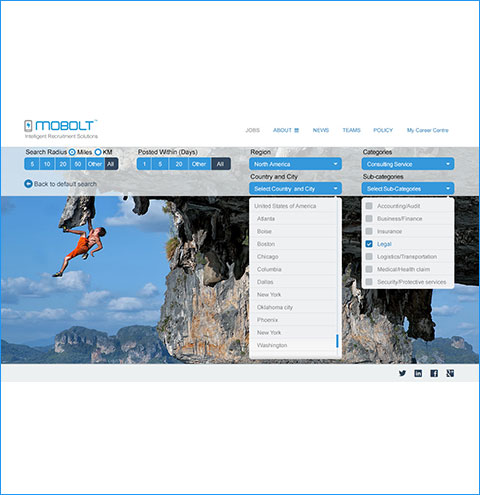 MOBOLT™
Intelligent Recruitment Solutions
JOBS ABOUT NEWS TEAMS POLICY My Career Centre
Search Radius Miles KM
5 10 20 50 Other All
Posted Within (Days)
1 5 20 Other All
Region
North America
Categories
Consulting Service
Back to default search
Country and City
Select Country and City
Sub-categories
Select Sub-Categories
United States of America
Atlanta
Boise
Boston
Chicago
Columbia
Dallas
New York
Oklahoma city
Phoenix
New York
Washington
Accounting/Audit
Business/Finance
Insurance
Legal
Logistics/Transportation
Medical/Health claim
Security/Protective services